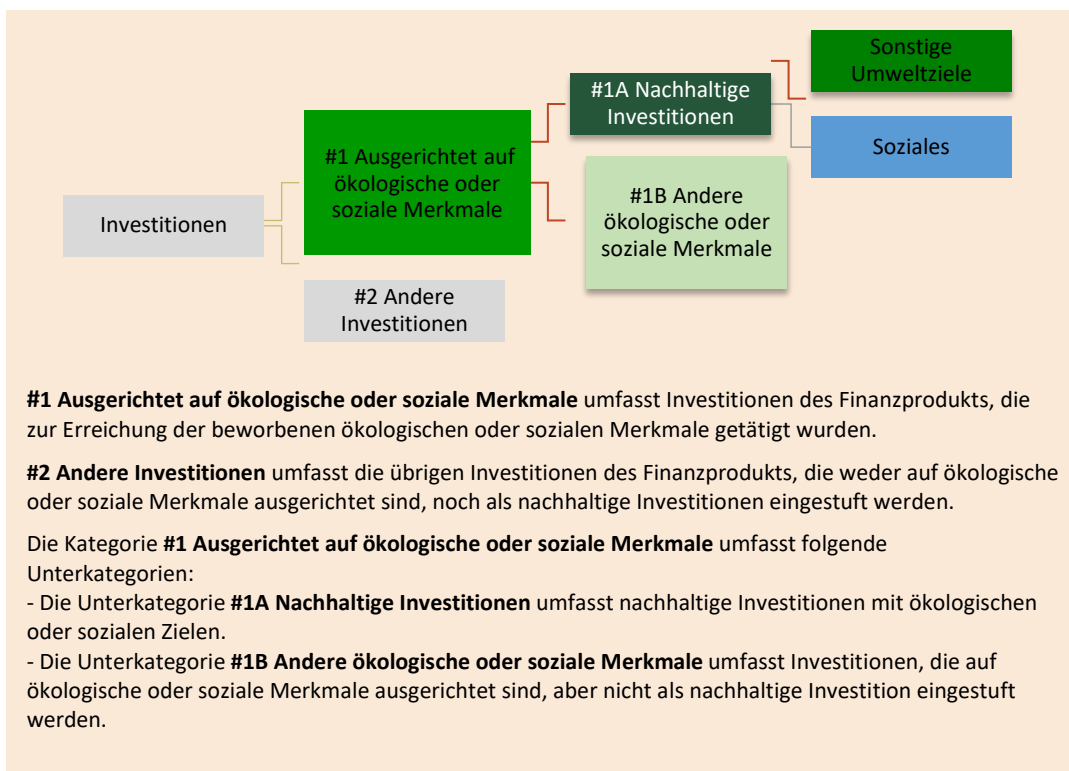 Sonstige
Umweltziele
#1A Nachhaltige
Investitionen
Soziales
#1 Ausgerichtet auf
ökologische oder
soziale Merkmale
#1B Andere
ökologische oder
soziale Merkmale
Investitionen
#2 Andere
Investitionen
#1 Ausgerichtet auf ökologische oder soziale Merkmale umfasst Investitionen des Finanzprodukts, die
zur Erreichung der beworbenen ökologischen oder sozialen Merkmale getätigt wurden.
#2 Andere Investitionen umfasst die übrigen Investitionen des Finanzprodukts, die weder auf ökologische
oder soziale Merkmale ausgerichtet sind, noch als nachhaltige Investitionen eingestuft werden.
Die Kategorie #1 Ausgerichtet auf ökologische oder soziale Merkmale umfasst folgende
Unterkategorien:
- Die Unterkategorie #1A Nachhaltige Investitionen umfasst nachhaltige Investitionen mit ökologischen
oder sozialen Zielen.
- Die Unterkategorie #1B Andere ökologische oder soziale Merkmale umfasst Investitionen, die auf
ökologische oder soziale Merkmale ausgerichtet sind, aber nicht als nachhaltige Investition eingestuft
werden.